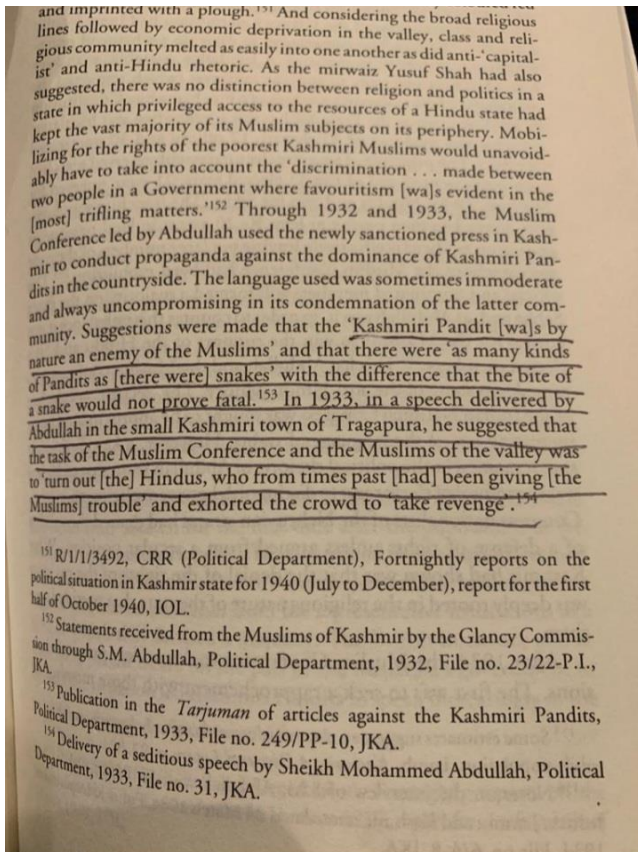 and imprinted with a plough.151 And considering the broad religious
lines followed by economic deprivation in the valley, class and reli-
gious community melted as easily into one another as did anti-'capital-
ist' and anti-Hindu rhetoric. As the mirwaiz Yusuf Shah had also
suggested, there was no distinction between religion and politics in a
state in which privileged access to the resources of a Hindu state had
kept the vast majority of its Muslim subjects on its periphery. Mobi-
lizing for the rights of the poorest Kashmiri Muslims would unavoid-
ably have to take into account the 'discrimination . . . made between
two people in a Government where favouritism [wa]s evident in the
[most] trifling matters.'152 Through 1932 and 1933, the Muslim
Conference led by Abdullah used the newly sanctioned press in Kash-
mir to conduct propaganda against the dominance of Kashmiri Pan-
dits in the countryside. The language used was sometimes immoderate
and always uncompromising in its condemnation of the latter com-
munity. Suggestions were made that the 'Kashmiri Pandit [wa]s by
nature an enemy of the Muslims' and that there were 'as many kinds
of Pandits as [there were] snakes' with the difference that the bite of
a snake would not prove fatal.153 In 1933, in a speech delivered by
Abdullah in the small Kashmiri town of Tragapura, he suggested that
the task of the Muslim Conference and the Muslims of the valley was
to 'turn out [the] Hindus, who from times past [had] been giving [the
Muslims] trouble' and exhorted the crowd to 'take revenge'.154
151 R/1/1/3492, CRR (Political Department), Fortnightly reports on the
political situation in Kashmir state for 1940 (July to December), report for the first
half of October 1940, IOL.
152 Statements received from the Muslims of Kashmir by the Glancy Commis-
sion through S.M. Abdullah, Political Department, 1932, File no. 23/22-P.I.,
JKA.
153 Publication in the Tarjuman of articles against the Kashmiri Pandits,
Political Department, 1933, File no. 249/PP-10, JKA.
154 Delivery of a seditious speech by Sheikh Mohammed Abdullah, Political
Department, 1933, File no. 31, JKA.